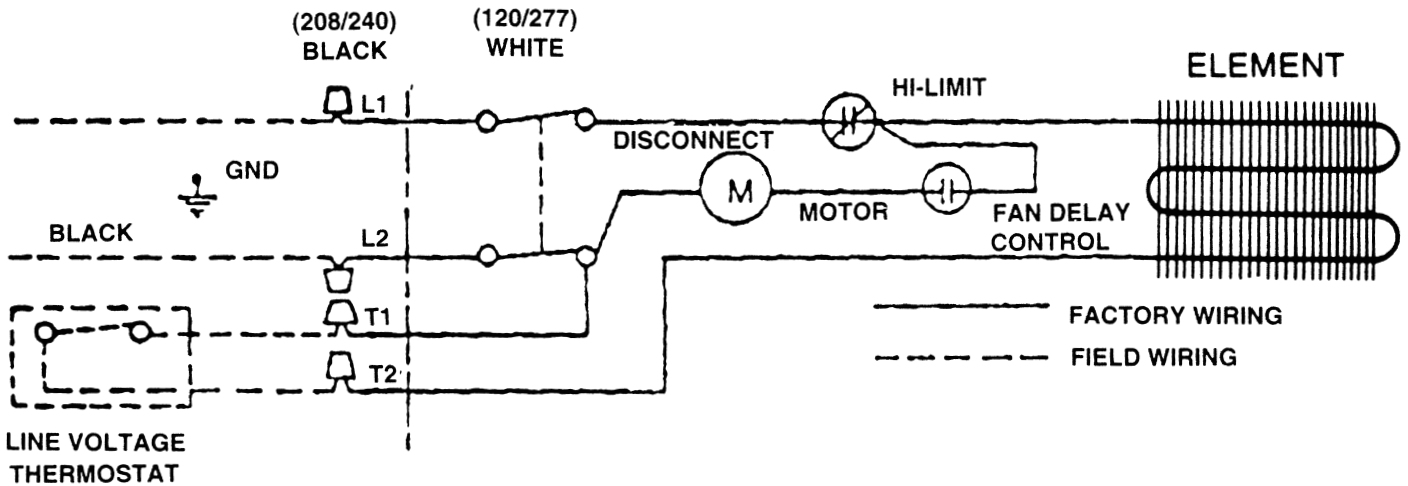 (208/240)
BLACK
(120/277)
WHITE
ELEMENT
HI-LIMIT
L1
DISCONNECT
GND
M
MOTOR
FAN DELAY
CONTROL
BLACK
L2
T1
FACTORY WIRING
FIELD WIRING
T2
LINE VOLTAGE
THERMOSTAT